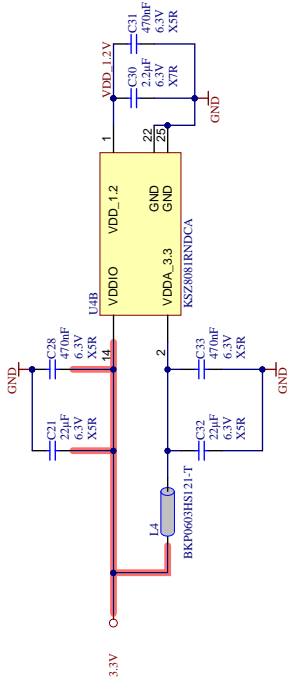 3.3V
GND
C21
22µF
6.3V
X5R
C28
470nF
6.3V
X5R
L4
BKP0603HS121-T
C32
22µF
6.3V
X5R
C33
470nF
6.3V
X5R
GND
14
2
U4B
VDDIO
VDD_1.2
VDDA_3.3
GND
GND
KSZ8081RNDCA
1
22
25
VDD_1.2V
C30
2.2µF
6.3V
X7R
C31
470nF
6.3V
X5R
GND